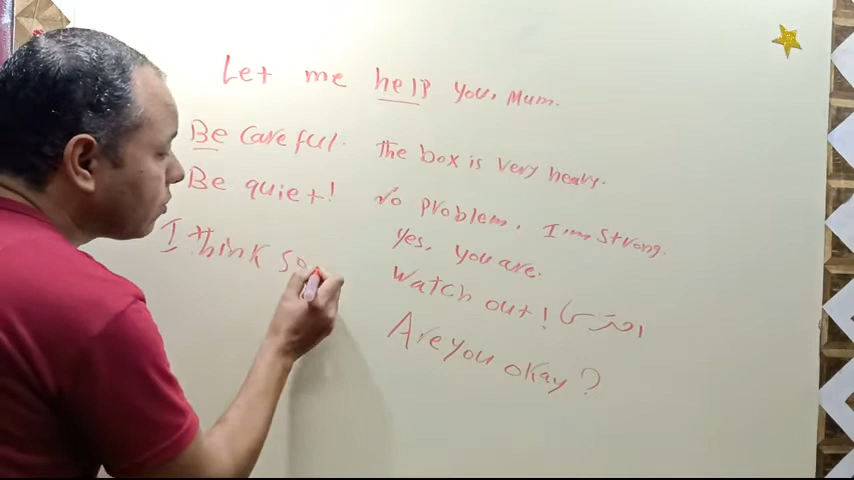 Let me help you, Mum.
Be careful. the box is very heavy.
Be quiet! No problem. I'm strong.
Yes, you are.
I think so
Watch out! احترس
Are you okay?